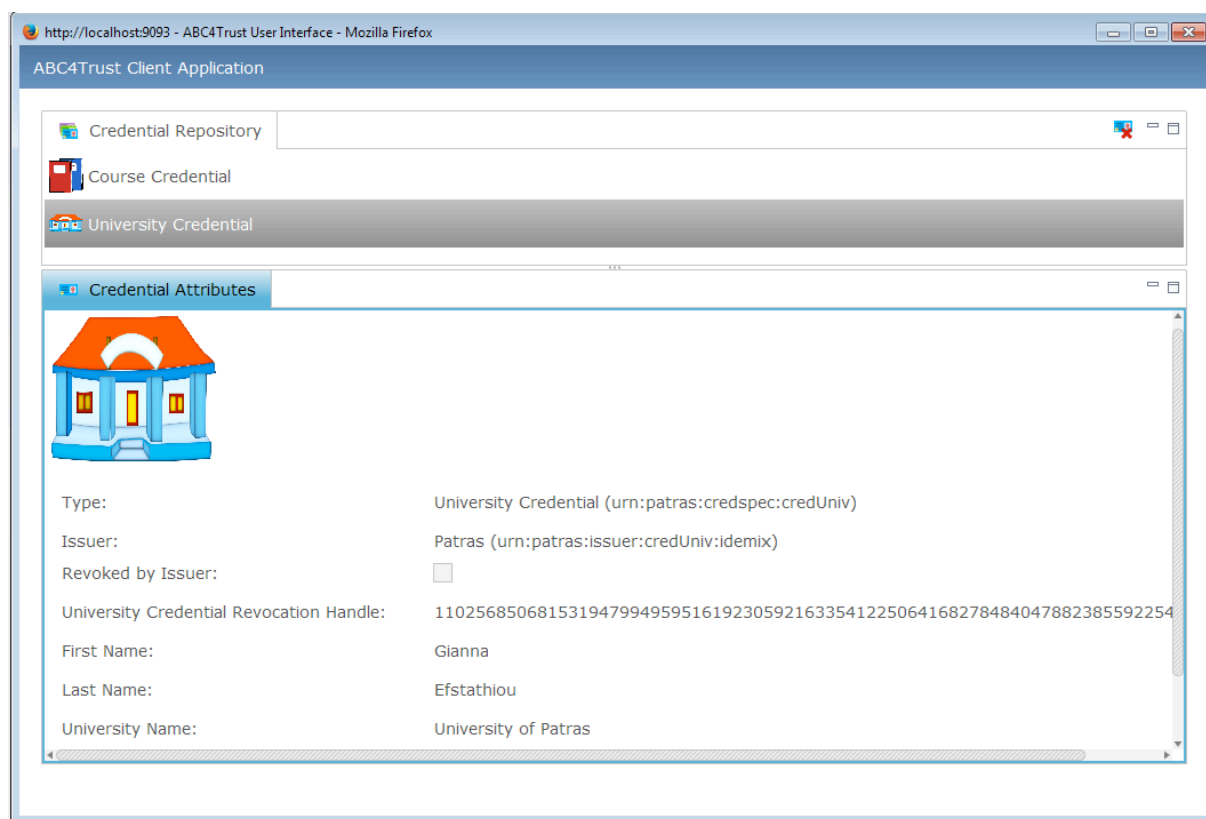 http://localhost:9093 - ABC4Trust User Interface - Mozilla Firefox
ABC4Trust Client Application
Credential Repository
Course Credential
University Credential
Credential Attributes
Type: University Credential (urn:patras:credspec:credUniv)
Issuer: Patras (urn:patras:issuer:credUniv:idemix)
Revoked by Issuer:
University Credential Revocation Handle: 110256850681531947994959516192305921633541225064168278484047882385592254
First Name: Gianna
Last Name: Efstathiou
University Name: University of Patras